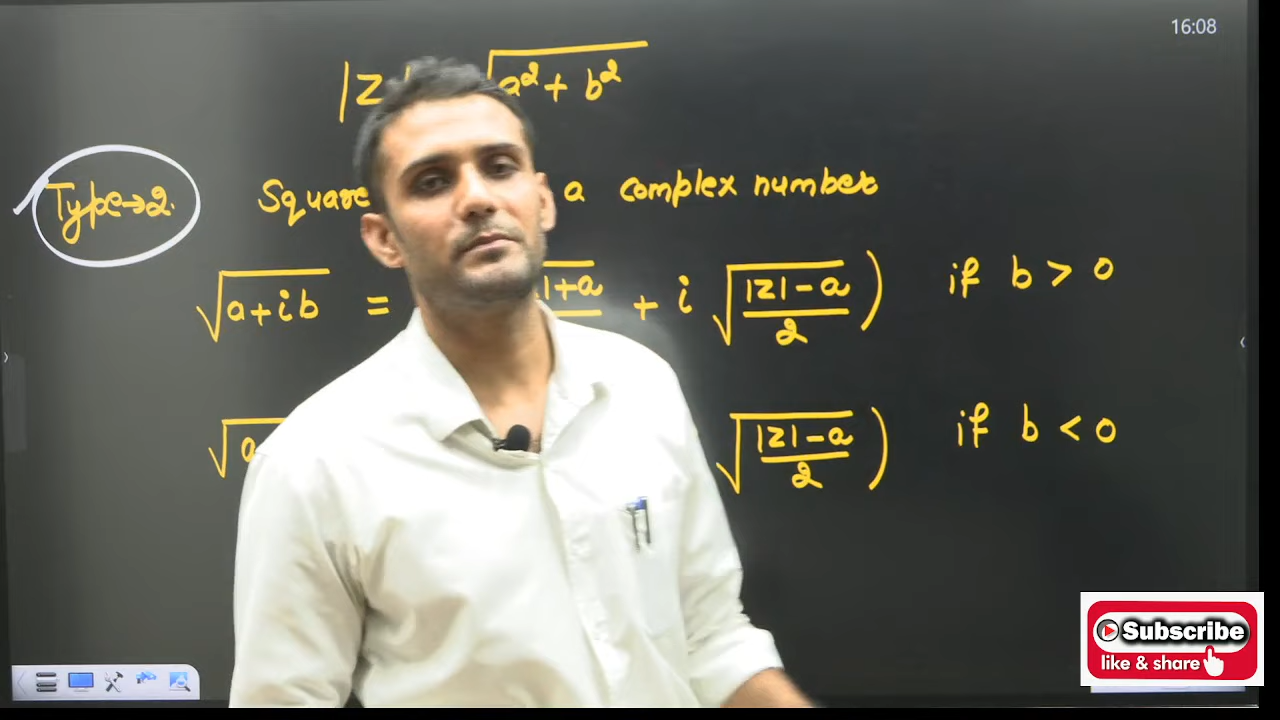 16:08
|Z √a² + b²
Type→2. Square a complex number
√a+ib = 1+a + i √|z|-a/2 ) if b > 0
√a √|z|-a/2 ) if b < 0
Subscribe
like & share